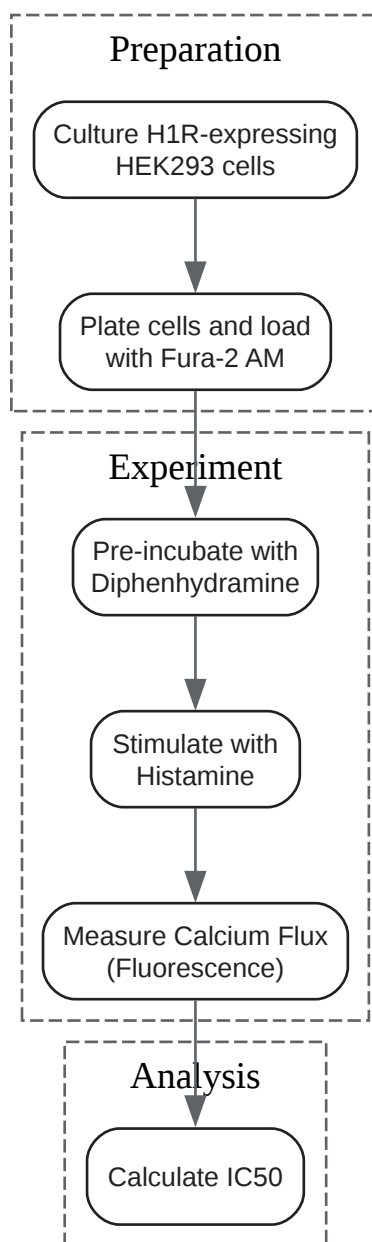 Preparation
Culture H1R-expressing
HEK293 cells
Plate cells and load
with Fura-2 AM
Experiment
Pre-incubate with
Diphenhydramine
Stimulate with
Histamine
Measure Calcium Flux
(Fluorescence)
Analysis
Calculate IC50